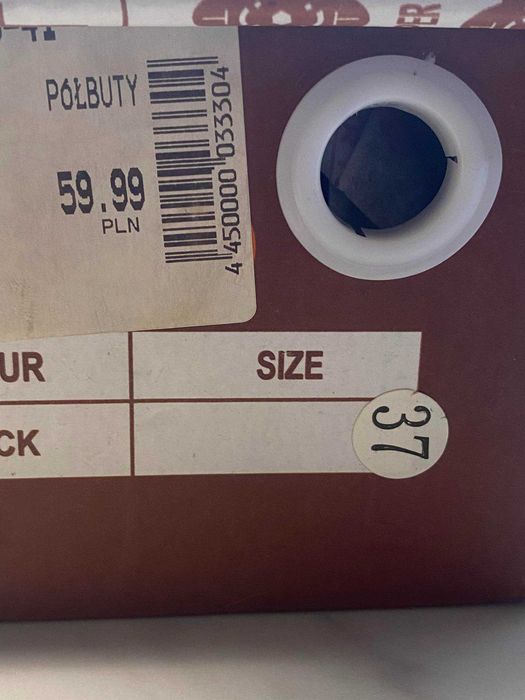 PÓŁBUTY
59.99
PLN
4 450000 033304
UR
SIZE
CK
37